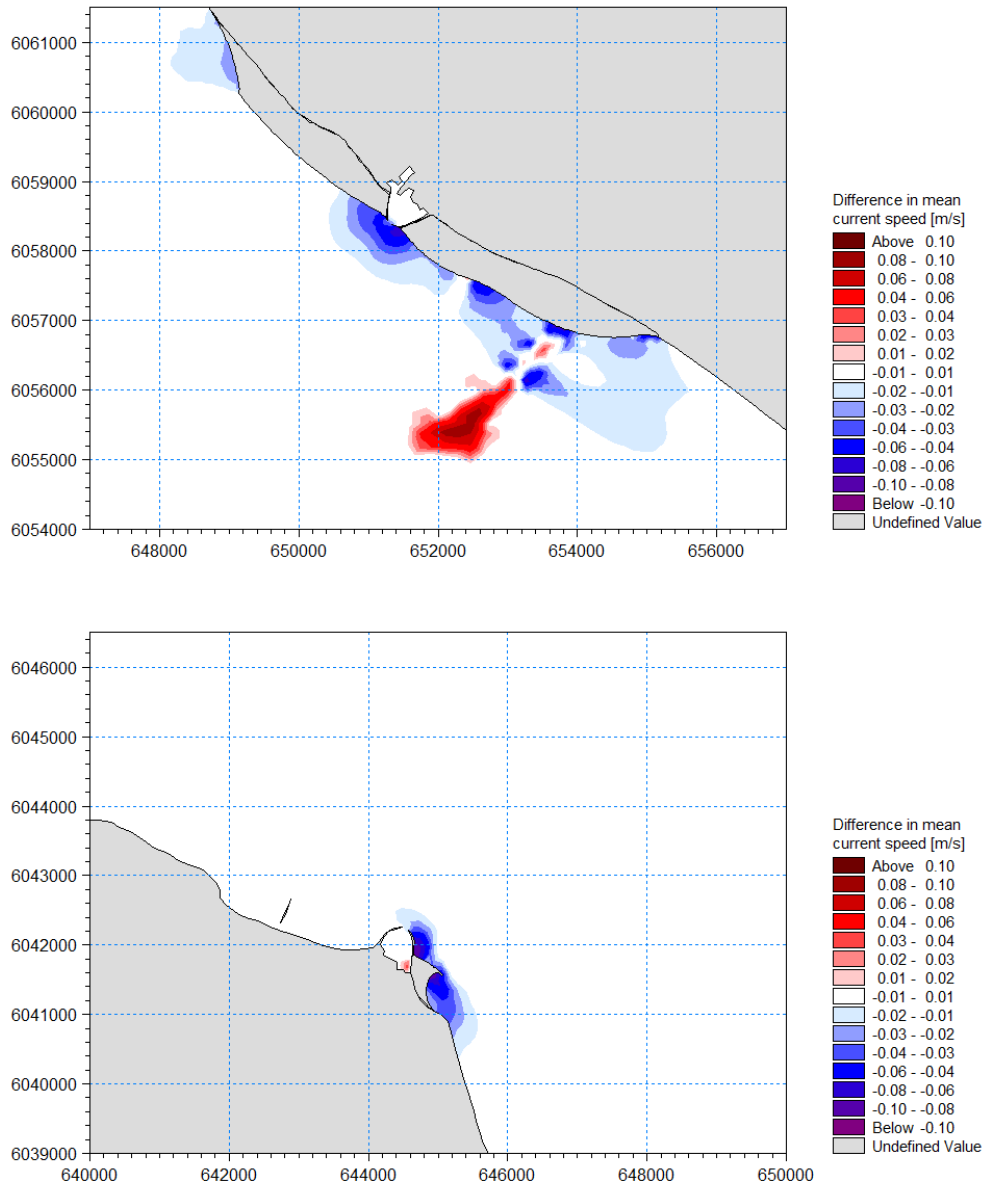 6061000
6060000
6059000
6058000
6057000
6056000
6055000
6054000
648000 650000 652000 654000 656000
Difference in mean
current speed [m/s]
Above 0.10
0.08 - 0.10
0.06 - 0.08
0.04 - 0.06
0.03 - 0.04
0.02 - 0.03
0.01 - 0.02
-0.01 - 0.01
-0.02 - -0.01
-0.03 - -0.02
-0.04 - -0.03
-0.06 - -0.04
-0.08 - -0.06
-0.10 - -0.08
Below -0.10
Undefined Value
6046000
6045000
6044000
6043000
6042000
6041000
6040000
6039000
640000 642000 644000 646000 648000 650000
Difference in mean
current speed [m/s]
Above 0.10
0.08 - 0.10
0.06 - 0.08
0.04 - 0.06
0.03 - 0.04
0.02 - 0.03
0.01 - 0.02
-0.01 - 0.01
-0.02 - -0.01
-0.03 - -0.02
-0.04 - -0.03
-0.06 - -0.04
-0.08 - -0.06
-0.10 - -0.08
Below -0.10
Undefined Value